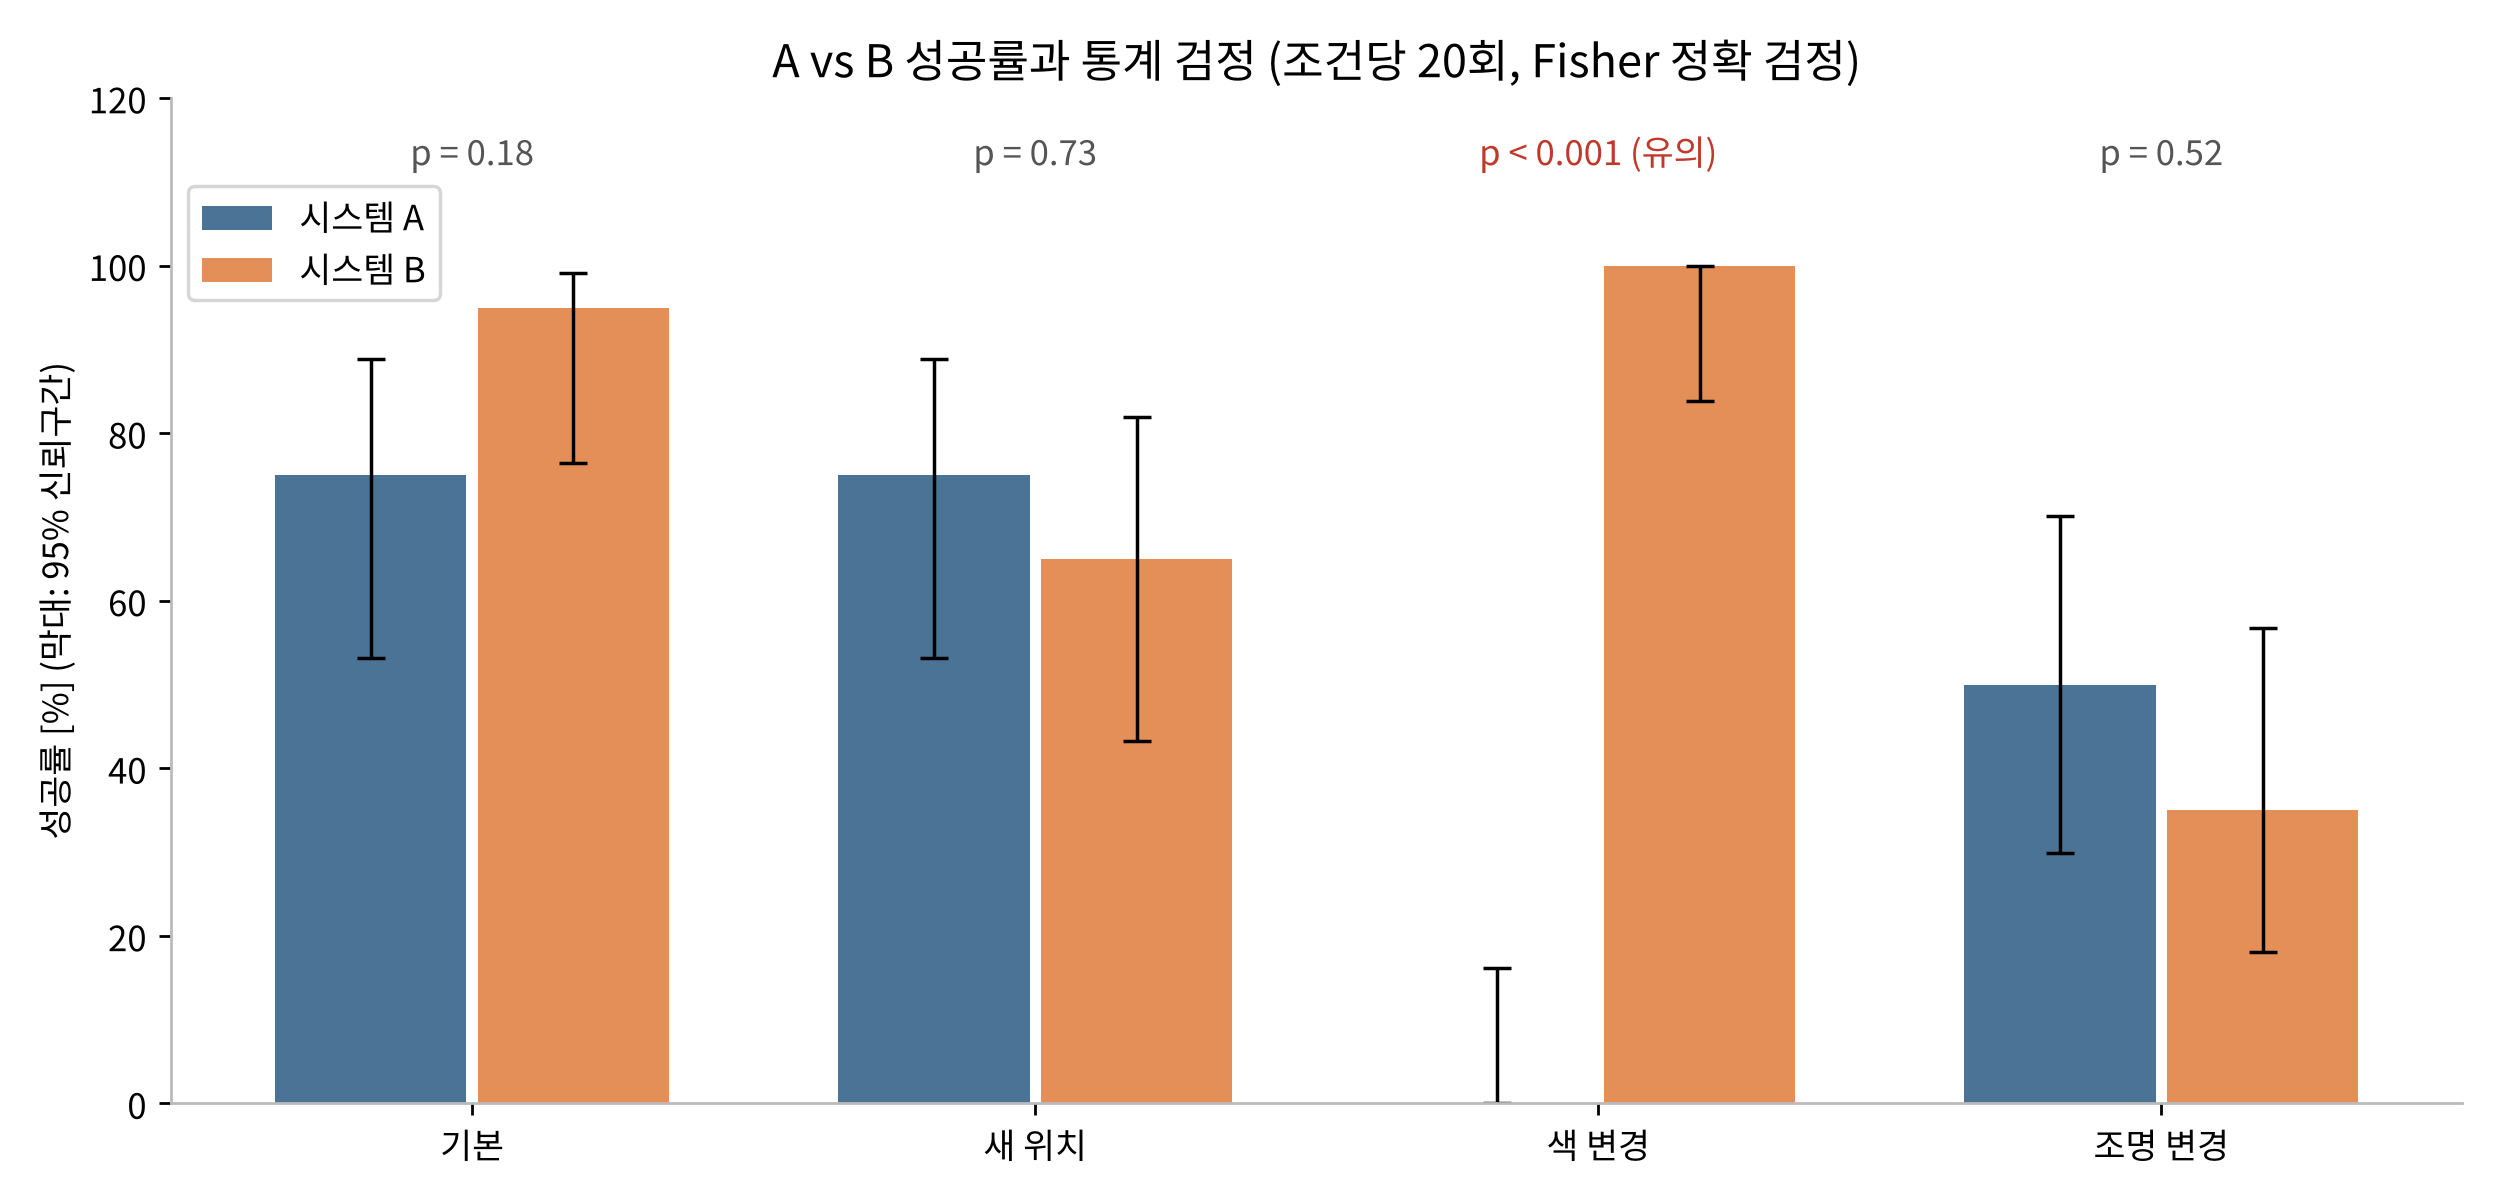 A vs B 성공률과 통계 검정 (조건당 20회, Fisher 정확 검정)
성공률 [%] (막대: 95% 신뢰구간)
120
100
80
60
40
20
0
p = 0.18
p = 0.73
p < 0.001 (유의)
p = 0.52
시스템 A
시스템 B
기본
새 위치
색 변경
조명 변경